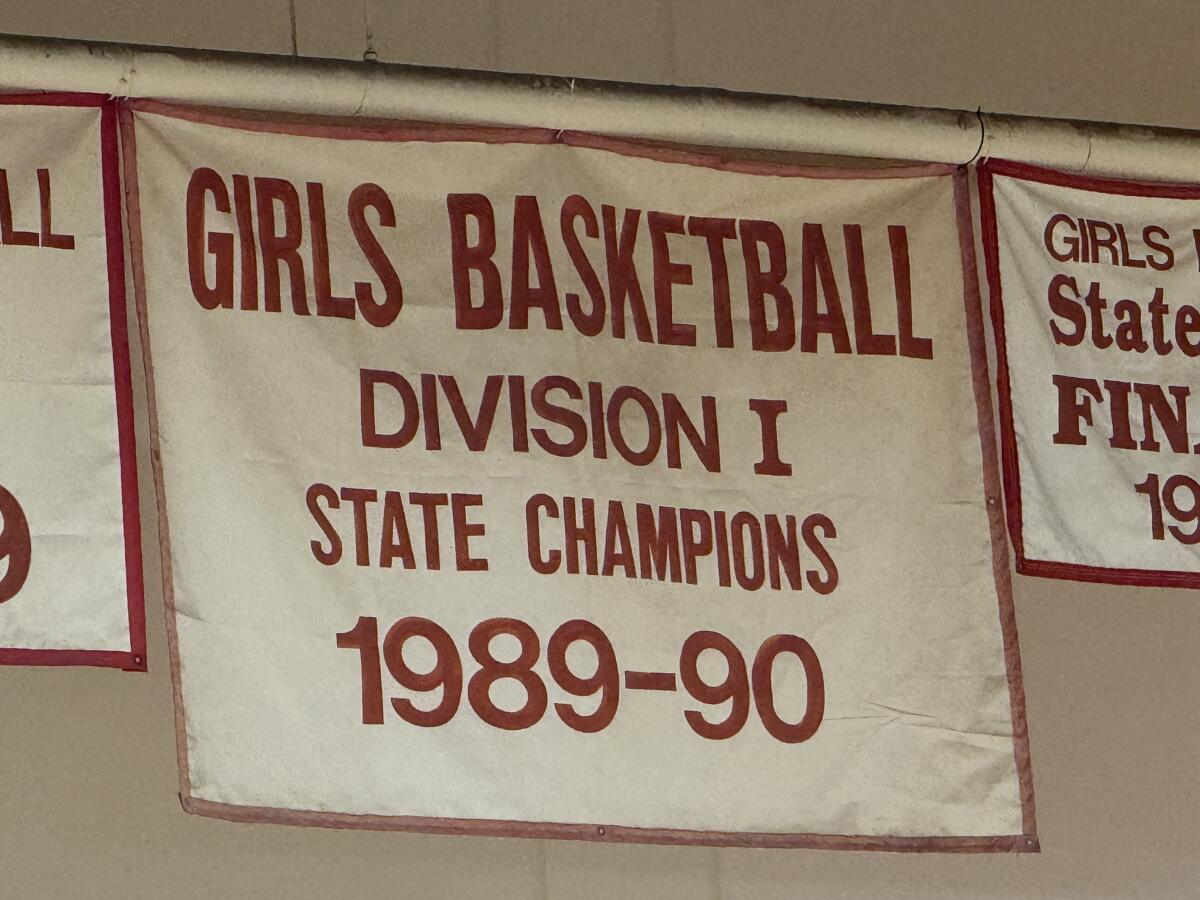 GIRLS BASKETBALL
DIVISION I
STATE CHAMPIONS
1989-90
GIRLS
State